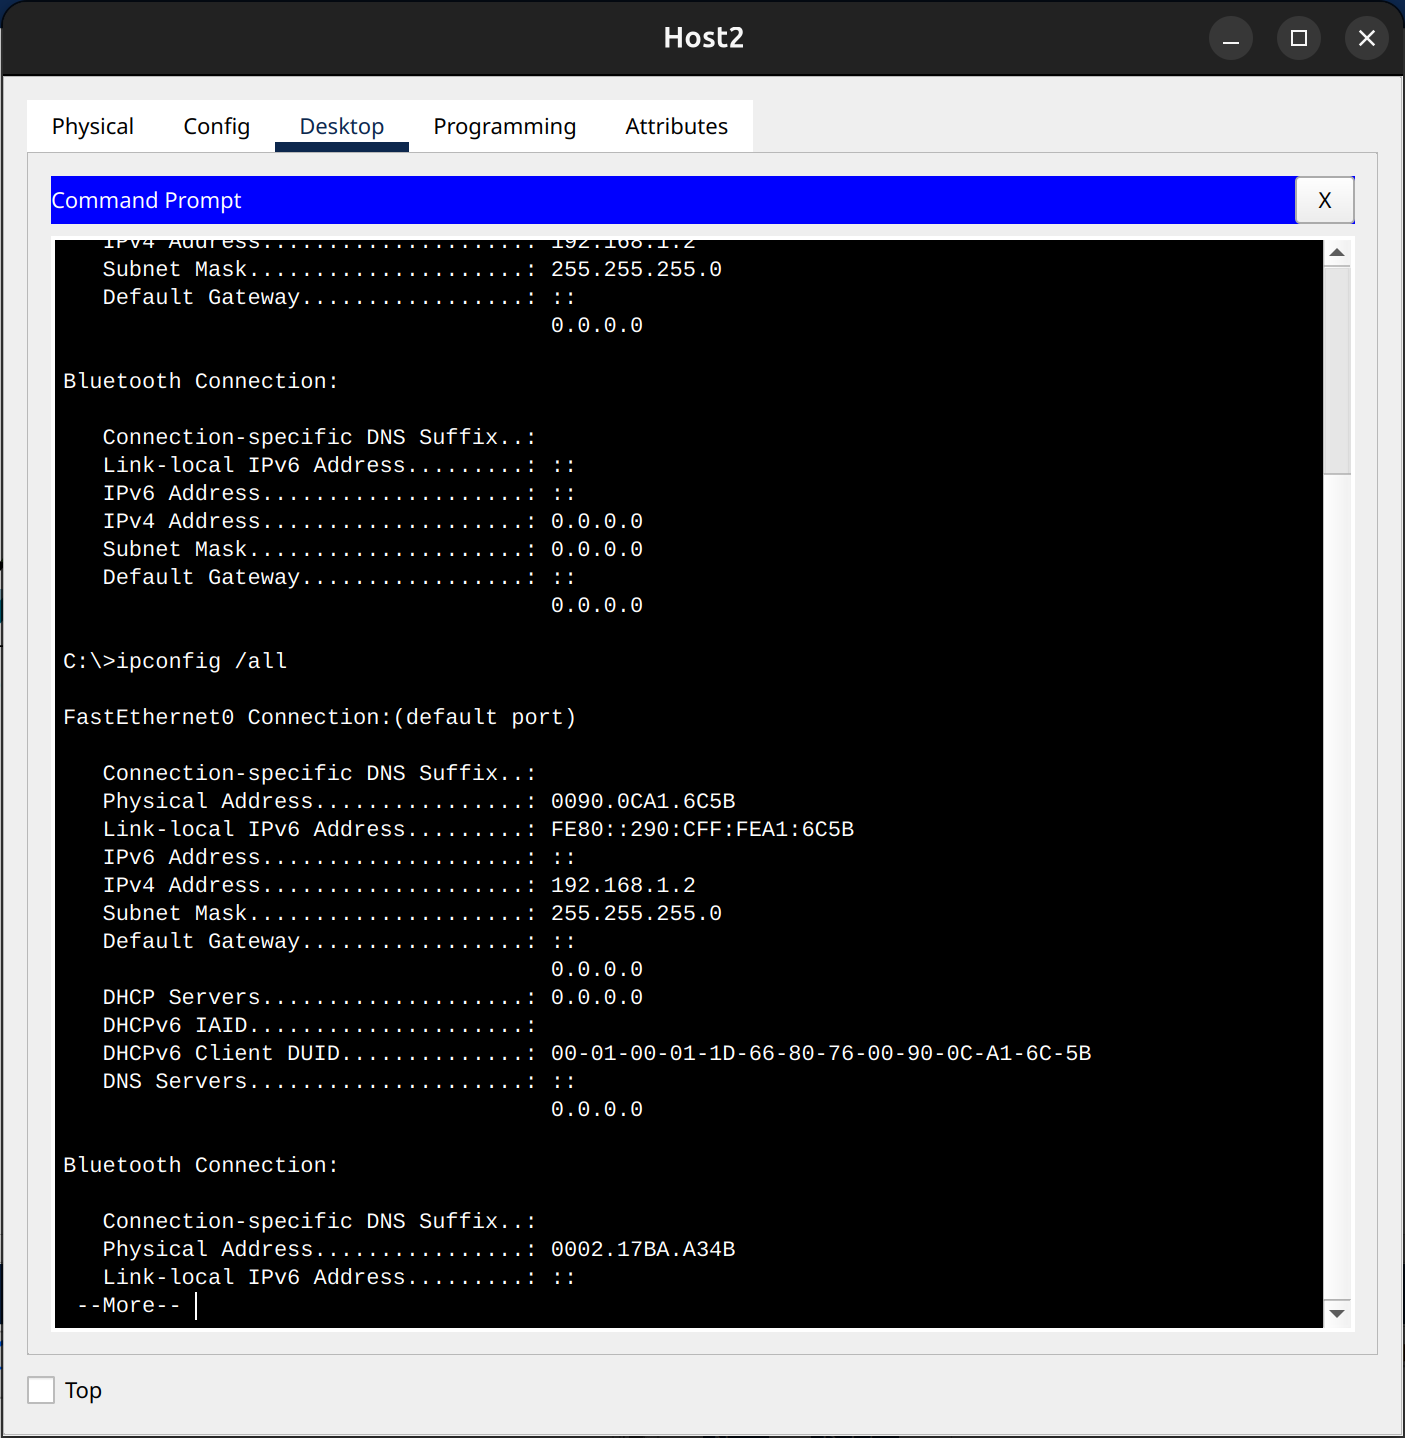 Host2
Physical Config Desktop Programming Attributes
Command Prompt X
IPv4 Address....................: 192.168.1.2
Subnet Mask.....................: 255.255.255.0
Default Gateway.................: ::
0.0.0.0
Bluetooth Connection:
Connection-specific DNS Suffix..:
Link-local IPv6 Address.........: ::
IPv6 Address....................: ::
IPv4 Address....................: 0.0.0.0
Subnet Mask.....................: 0.0.0.0
Default Gateway.................: ::
0.0.0.0
C:\>ipconfig /all
FastEthernet0 Connection:(default port)
Connection-specific DNS Suffix..:
Physical Address................: 0090.0CA1.6C5B
Link-local IPv6 Address.........: FE80::290:CFF:FEA1:6C5B
IPv6 Address....................: ::
IPv4 Address....................: 192.168.1.2
Subnet Mask.....................: 255.255.255.0
Default Gateway.................: ::
0.0.0.0
DHCP Servers....................: 0.0.0.0
DHCPv6 IAID.....................:
DHCPv6 Client DUID..............: 00-01-00-01-1D-66-80-76-00-90-0C-A1-6C-5B
DNS Servers.....................: ::
0.0.0.0
Bluetooth Connection:
Connection-specific DNS Suffix..:
Physical Address................: 0002.17BA.A34B
Link-local IPv6 Address.........: ::
--More--
Top